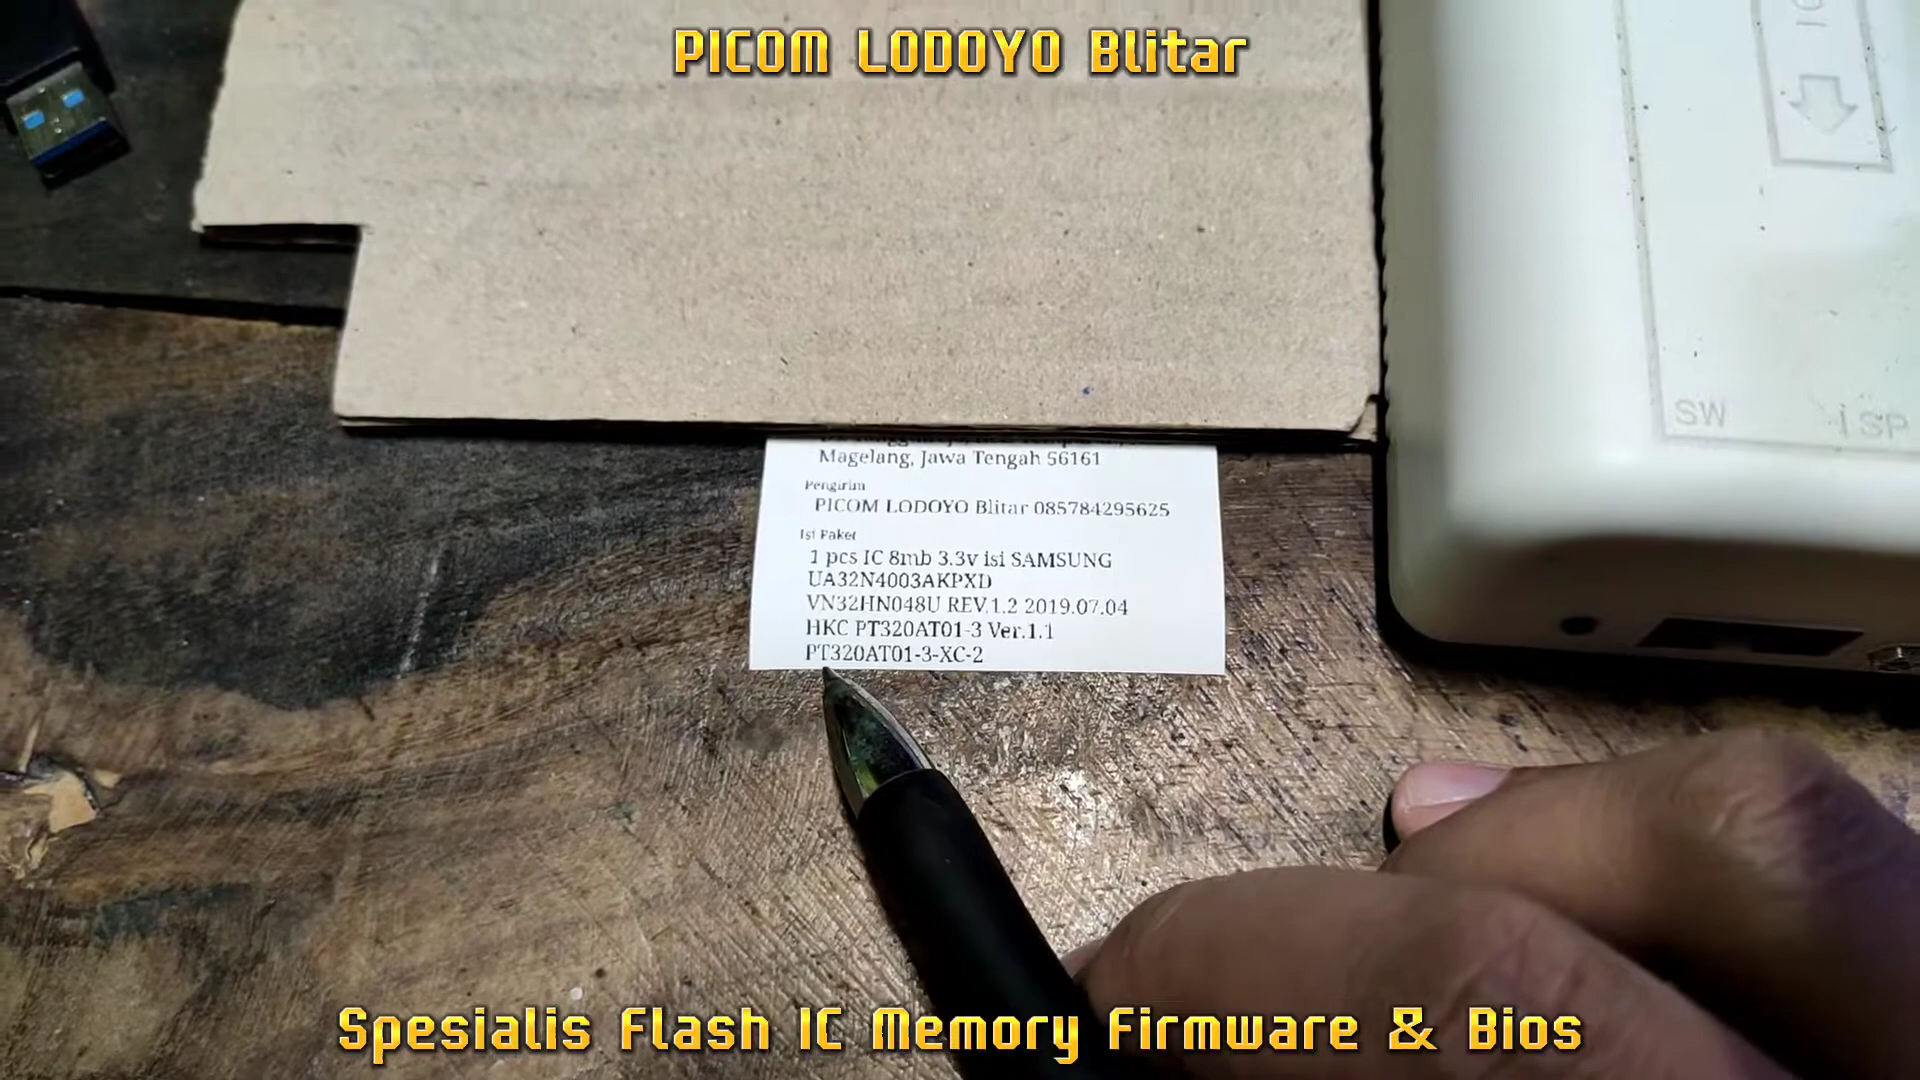 PICOM LODOYO Blitar
Magelang, Jawa Tengah 56161
Pengirim
PICOM LODOYO Blitar 085784295625
Isi Paket
1 pcs IC 8mb 3.3v isi SAMSUNG
UA32N4003AKPXD
VN32HN048U REV.1.2 2019.07.04
HKC PT320AT01-3 Ver.1.1
PT320AT01-3-XC-2
SW
iSP
Spesialis Flash IC Memory Firmware & Bios